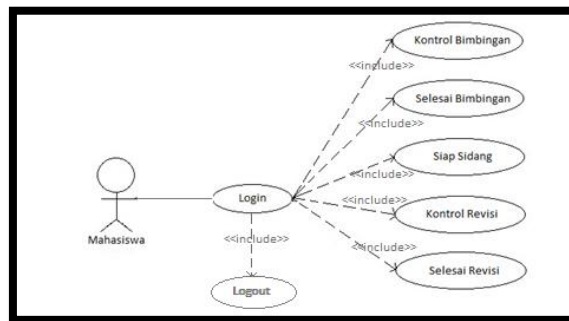 Kontrol Bimbingan
<<include>>
Selesai Bimbingan
<<include>>
Siap Sidang
<<include>>
Login
<<include>>
Kontrol Revisi
Mahasiswa
<<include>>
<<include>>
Selesai Revisi
Logout